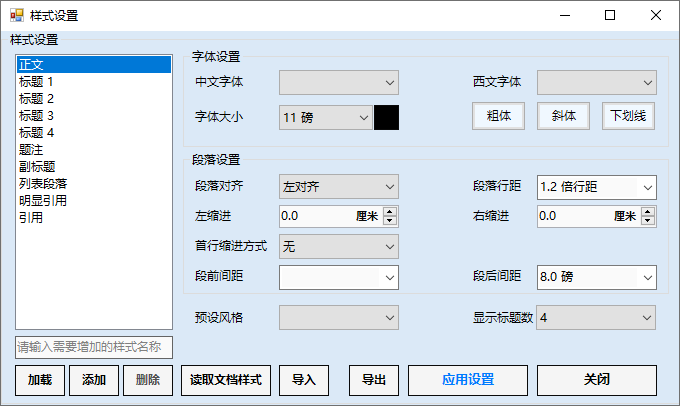 样式设置
样式设置
正文
标题 1
标题 2
标题 3
标题 4
题注
副标题
列表段落
明显引用
引用
请输入需要增加的样式名称
字体设置
中文字体 西文字体
字体大小 11 磅 粗体 斜体 下划线
段落设置
段落对齐 左对齐 段落行距 1.2 倍行距
左缩进 0.0 厘米 右缩进 0.0 厘米
首行缩进方式 无
段前间距 段后间距 8.0 磅
预设风格 显示标题数 4
加载 添加 删除 读取文档样式 导入 导出 应用设置 关闭